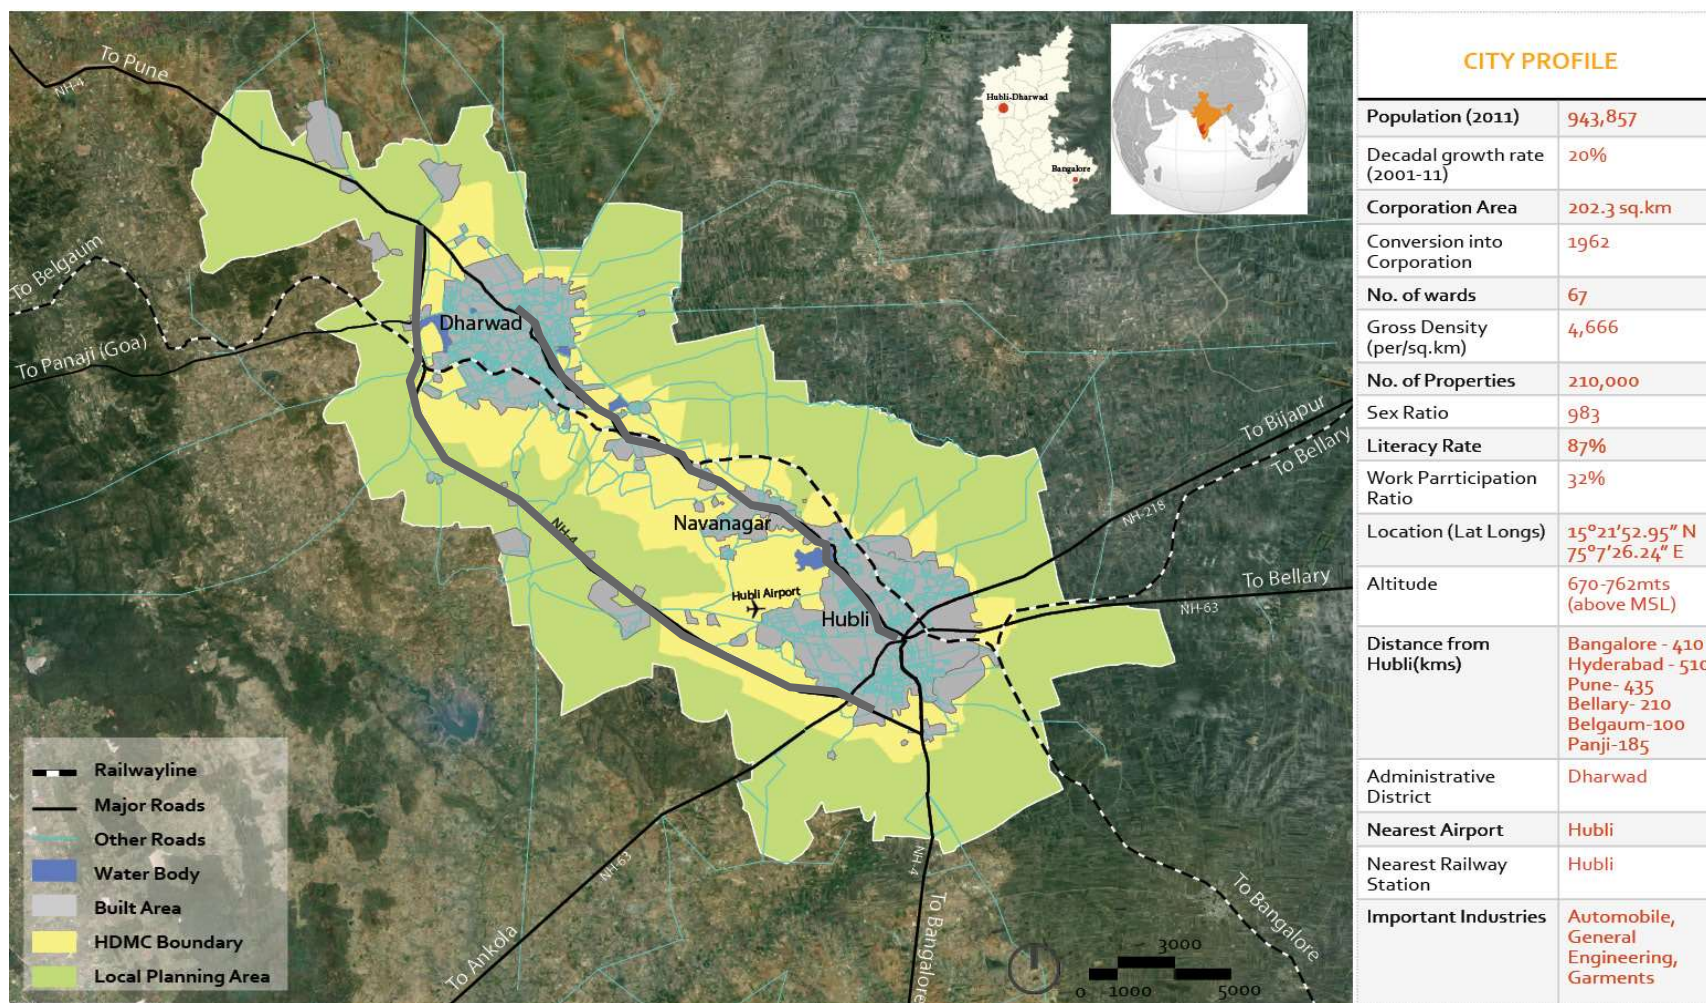 To Pune
NH-4
To Belgaum
To Panaji (Goa)
Dharwad
Navanagar
NH-4
Hubli Airport
Hubli
Hubli-Dharwad
Bangalore
To Bijapur
To Bellary
NH-218
To Bellary
NH-63
NH-63
To Ankola
NH-4
To Bangalore
To Bangalore
Railwayline
Major Roads
Other Roads
Water Body
Built Area
HDMC Boundary
Local Planning Area
3000
0 1000 5000
CITY PROFILE
Population (2011) 943,857
Decadal growth rate 20%
(2001-11)
Corporation Area 202.3 sq.km
Conversion into 1962
Corporation
No. of wards 67
Gross Density 4,666
(per/sq.km)
No. of Properties 210,000
Sex Ratio 983
Literacy Rate 87%
Work Parrticipation 32%
Ratio
Location (Lat Longs) 15°21'52.95" N
75°7'26.24" E
Altitude 670-762mts
(above MSL)
Distance from Bangalore - 410
Hubli(kms) Hyderabad - 510
Pune- 435
Bellary- 210
Belgaum-100
Panji-185
Administrative Dharwad
District
Nearest Airport Hubli
Nearest Railway Hubli
Station
Important Industries Automobile,
General
Engineering,
Garments